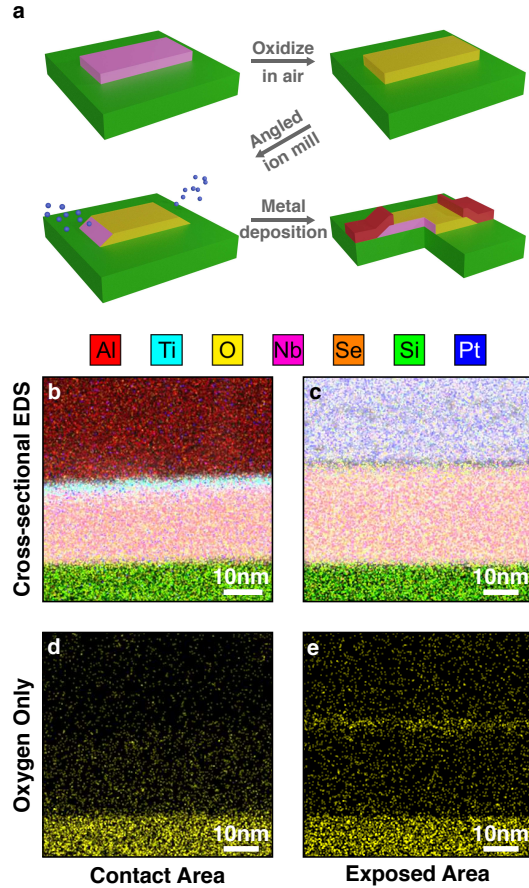 a
Oxidize
in air
Angled
ion mill
Metal
deposition
Al Ti O Nb Se Si Pt
Cross-sectional EDS
b
10nm
c
10nm
Oxygen Only
d
10nm
e
10nm
Contact Area
Exposed Area